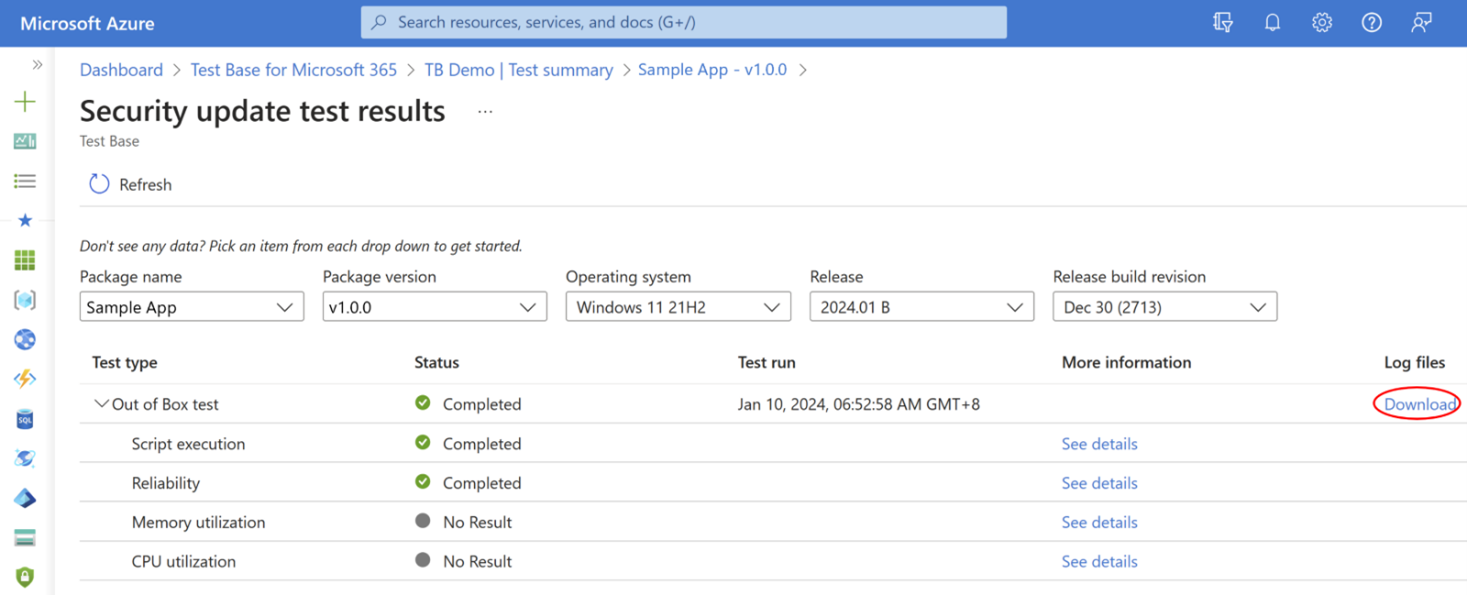 Microsoft Azure
Search resources, services, and docs (G+/)
Dashboard > Test Base for Microsoft 365 > TB Demo | Test summary > Sample App - v1.0.0 >
Security update test results ...
Test Base
Refresh
Don't see any data? Pick an item from each drop down to get started.
Package name Package version Operating system Release Release build revision
Sample App v1.0.0 Windows 11 21H2 2024.01 B Dec 30 (2713)
Test type Status Test run More information Log files
Out of Box test Completed Jan 10, 2024, 06:52:58 AM GMT+8 Download
Script execution Completed See details
Reliability Completed See details
Memory utilization No Result See details
CPU utilization No Result See details
SQL